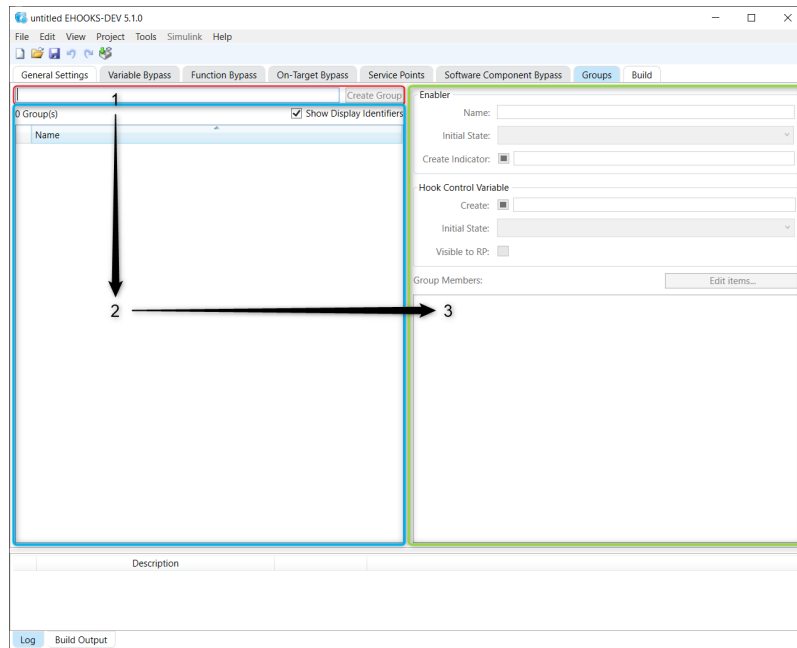 untitled EHOOKS-DEV 5.1.0
File Edit View Project Tools Simulink Help
General Settings Variable Bypass Function Bypass On-Target Bypass Service Points Software Component Bypass Groups Build
1 Create Group
0 Group(s) Show Display Identifiers
Name
2
Enabler
Name:
Initial State:
Create Indicator:
Hook Control Variable
Create:
Initial State:
Visible to RP:
Group Members: Edit items...
3
Description
Log Build Output